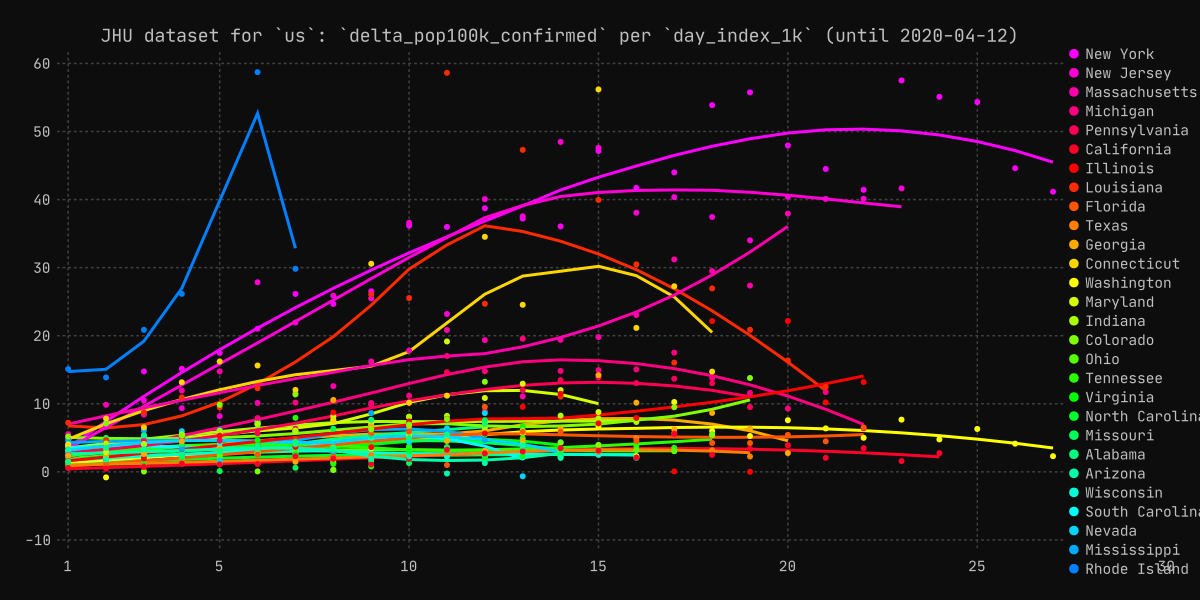 JHU dataset for `us`: `delta_pop100k_confirmed` per `day_index_1k` (until 2020-04-12)
60
50
40
30
20
10
0
-10
1
5
10
15
20
25
30
New York
New Jersey
Massachusetts
Michigan
Pennsylvania
California
Illinois
Louisiana
Florida
Texas
Georgia
Connecticut
Washington
Maryland
Indiana
Colorado
Ohio
Tennessee
Virginia
North Carolina
Missouri
Alabama
Arizona
Wisconsin
South Carolina
Nevada
Mississippi
Rhode Island